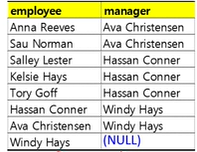 employee manager
Anna Reeves Ava Christensen
Sau Norman Ava Christensen
Salley Lester Hassan Conner
Kelsie Hays Hassan Conner
Tory Goff Hassan Conner
Hassan Conner Windy Hays
Ava Christensen Windy Hays
Windy Hays (NULL)